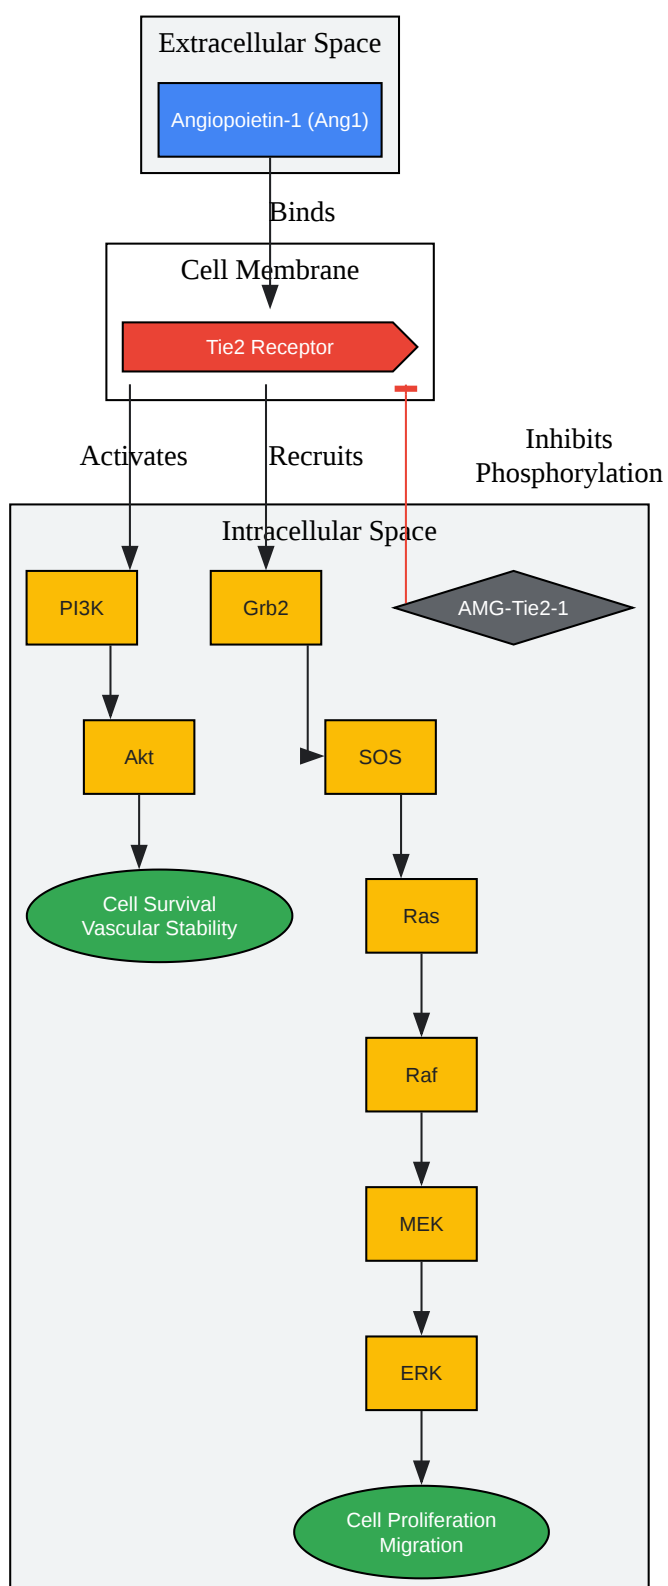 Extracellular Space
Angiopoietin-1 (Ang1)
Binds
Cell Membrane
Tie2 Receptor
Activates
Recruits
Inhibits
Phosphorylation
Intracellular Space
PI3K
Grb2
AMG-Tie2-1
Akt
SOS
Cell Survival
Vascular Stability
Ras
Raf
MEK
ERK
Cell Proliferation
Migration